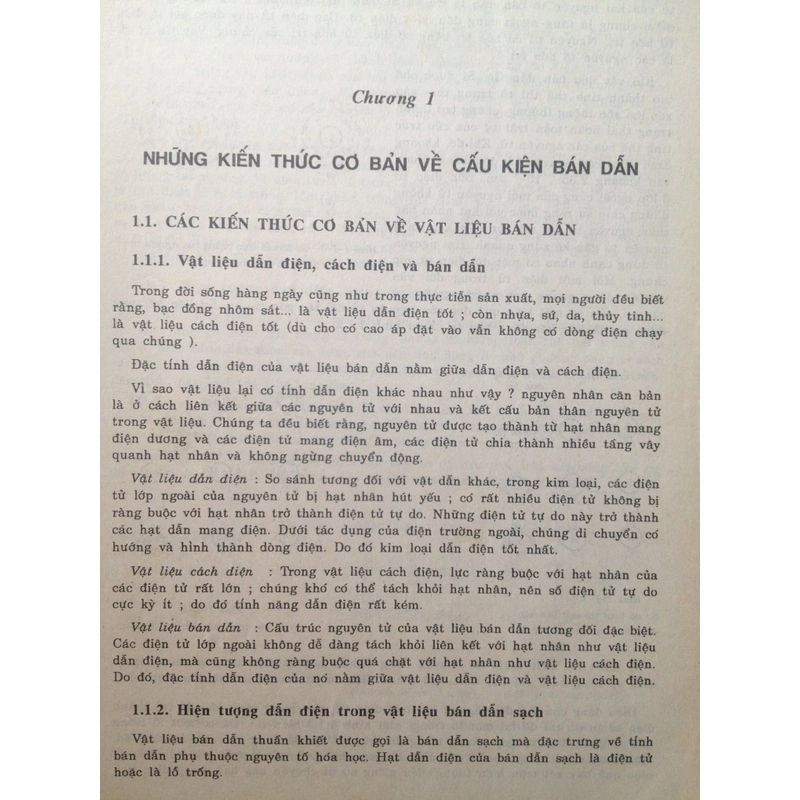 Chương 1
NHỮNG KIẾN THỨC CƠ BẢN VỀ CẤU KIỆN BÁN DẪN
1.1. CÁC KIẾN THỨC CƠ BẢN VỀ VẬT LIỆU BÁN DẪN
1.1.1. Vật liệu dẫn điện, cách điện và bán dẫn
Trong đời sống hàng ngày cũng như trong thực tiễn sản xuất, mọi người đều biết
rằng, bạc đồng nhôm sắt... là vật liệu dẫn điện tốt ; còn nhựa, sứ, da, thủy tinh...
là vật liệu cách điện tốt (dù cho có cao áp đặt vào vẫn không có dòng điện chạy
qua chúng ).
Đặc tính dẫn điện của vật liệu bán dẫn nằm giữa dẫn điện và cách điện.
Vì sao vật liệu lại có tính dẫn điện khác nhau như vậy ? nguyên nhân căn bản
là ở cách liên kết giữa các nguyên tử với nhau và kết cấu bản thân nguyên tử
trong vật liệu. Chúng ta đều biết rằng, nguyên tử được tạo thành từ hạt nhân mang
điện dương và các điện tử mang điện âm, các điện tử chia thành nhiều tầng vây
quanh hạt nhân và không ngừng chuyển động.
Vật liệu dẫn điện : So sánh tương đối với vật dẫn khác, trong kim loại, các điện
tử lớp ngoài của nguyên tử bị hạt nhân hút yếu ; có rất nhiều điện tử không bị
ràng buộc với hạt nhân trở thành điện tử tự do. Những điện tử tự do này trở thành
các hạt dẫn mang điện. Dưới tác dụng của điện trường ngoài, chúng di chuyển có
hướng và hình thành dòng điện. Do đó kim loại dẫn điện tốt nhất.
Vật liệu cách điện : Trong vật liệu cách điện, lực ràng buộc với hạt nhân của
các điện tử rất lớn ; chúng khó có thể tách khỏi hạt nhân, nên số điện tử tự do
cực kỳ ít ; do đó tính năng dẫn điện rất kém.
Vật liệu bán dẫn : Cấu trúc nguyên tử của vật liệu bán dẫn tương đối đặc biệt.
Các điện tử lớp ngoài không dễ dàng tách khỏi liên kết với hạt nhân như vật liệu
dẫn điện, mà cũng không ràng buộc quá chặt với hạt nhân như vật liệu cách điện.
Do đó, đặc tính dẫn điện của nó nằm giữa vật liệu dẫn điện và vật liệu cách điện.
1.1.2. Hiện tượng dẫn điện trong vật liệu bán dẫn sạch
Vật liệu bán dẫn thuần khiết được gọi là bán dẫn sạch mà đặc trưng về tính
bán dẫn phụ thuộc nguyên tố hóa học. Hạt dẫn điện của bán dẫn sạch là điện tử
hoặc là lỗ trống.